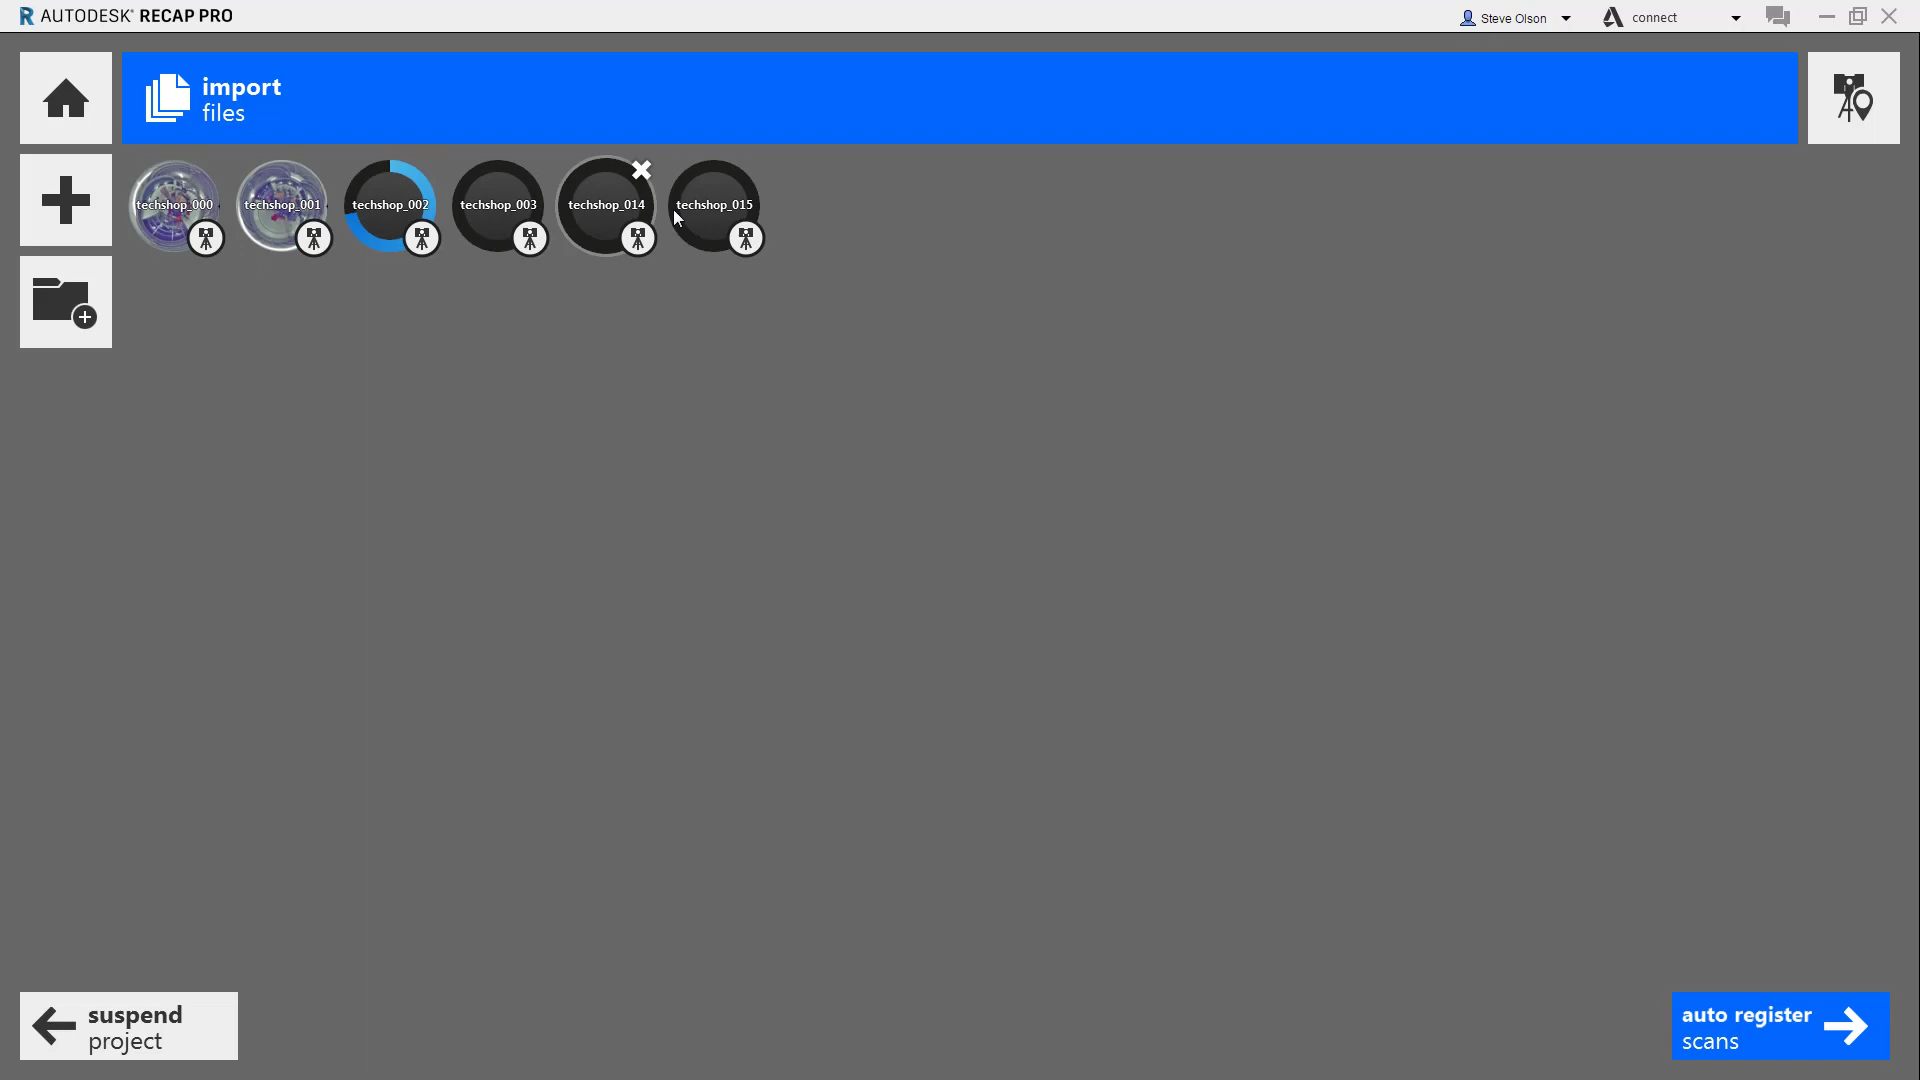 AUTODESK® RECAP PRO
Steve Olson
connect
import
files
techshop_000
techshop_001
techshop_002
techshop_003
techshop_014
techshop_015
suspend
project
auto register
scans